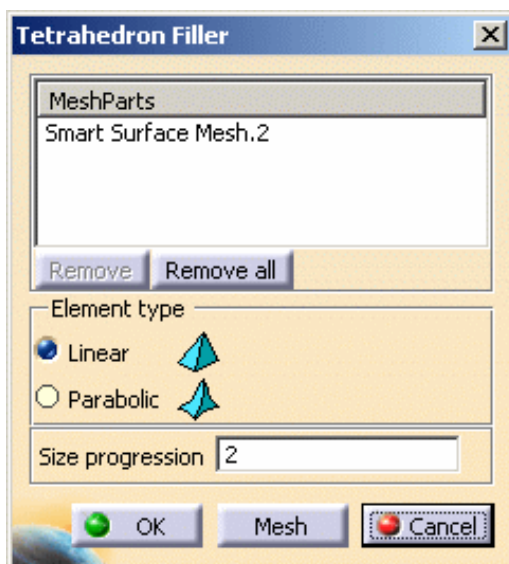 Tetrahedron Filler
MeshParts
Smart Surface Mesh.2
Remove Remove all
Element type
Linear
Parabolic
Size progression 2
OK Mesh Cancel